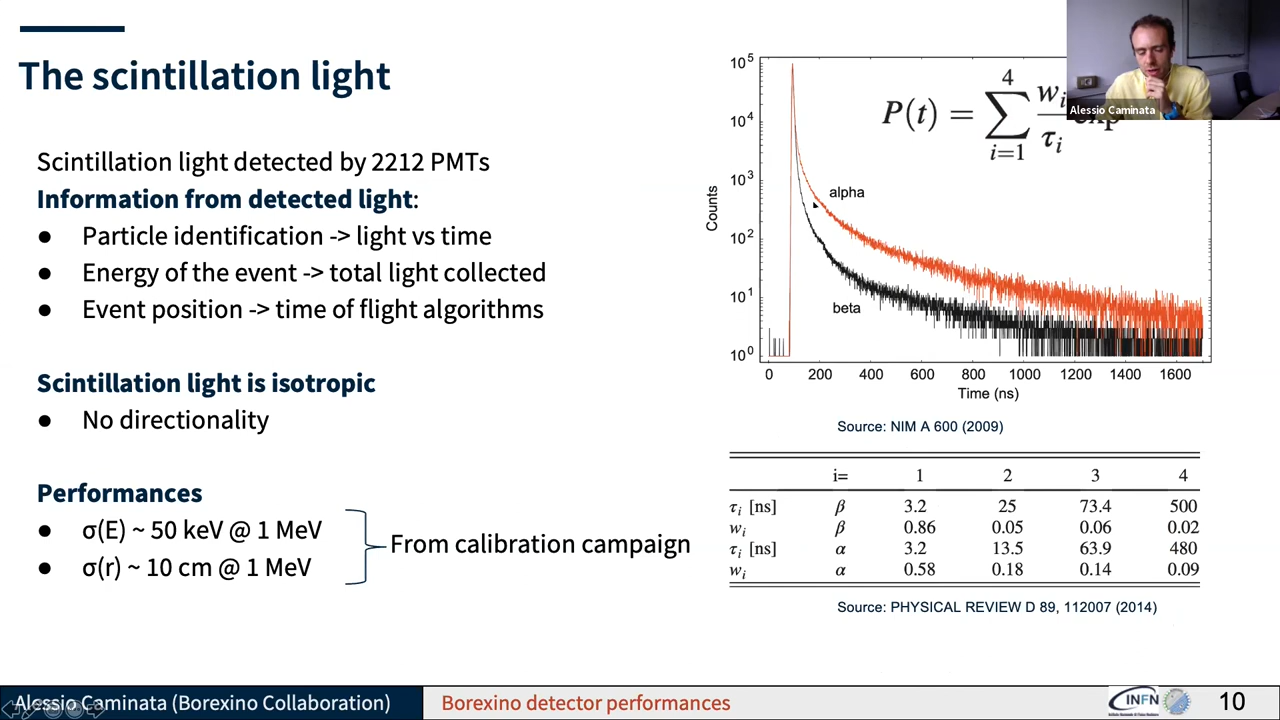 The scintillation light
Scintillation light detected by 2212 PMTs
Information from detected light:
● Particle identification -> light vs time
● Energy of the event -> total light collected
● Event position -> time of flight algorithms
Scintillation light is isotropic
● No directionality
Performances
● σ(E) ~ 50 keV @ 1 MeV
● σ(r) ~ 10 cm @ 1 MeV
From calibration campaign
Alessio Caminata
P(t) = ∑ i=1 4 wi/τi exp
Counts
10^5
10^4
10^3
10^2
10^1
10^0
alpha
beta
0 200 400 600 800 1000 1200 1400 1600
Time (ns)
Source: NIM A 600 (2009)
i= 1 2 3 4
τi [ns] β 3.2 25 73.4 500
wi β 0.86 0.05 0.06 0.02
τi [ns] α 3.2 13.5 63.9 480
wi α 0.58 0.18 0.14 0.09
Source: PHYSICAL REVIEW D 89, 112007 (2014)
Alessio Caminata (Borexino Collaboration)
Borexino detector performances
INFN
10